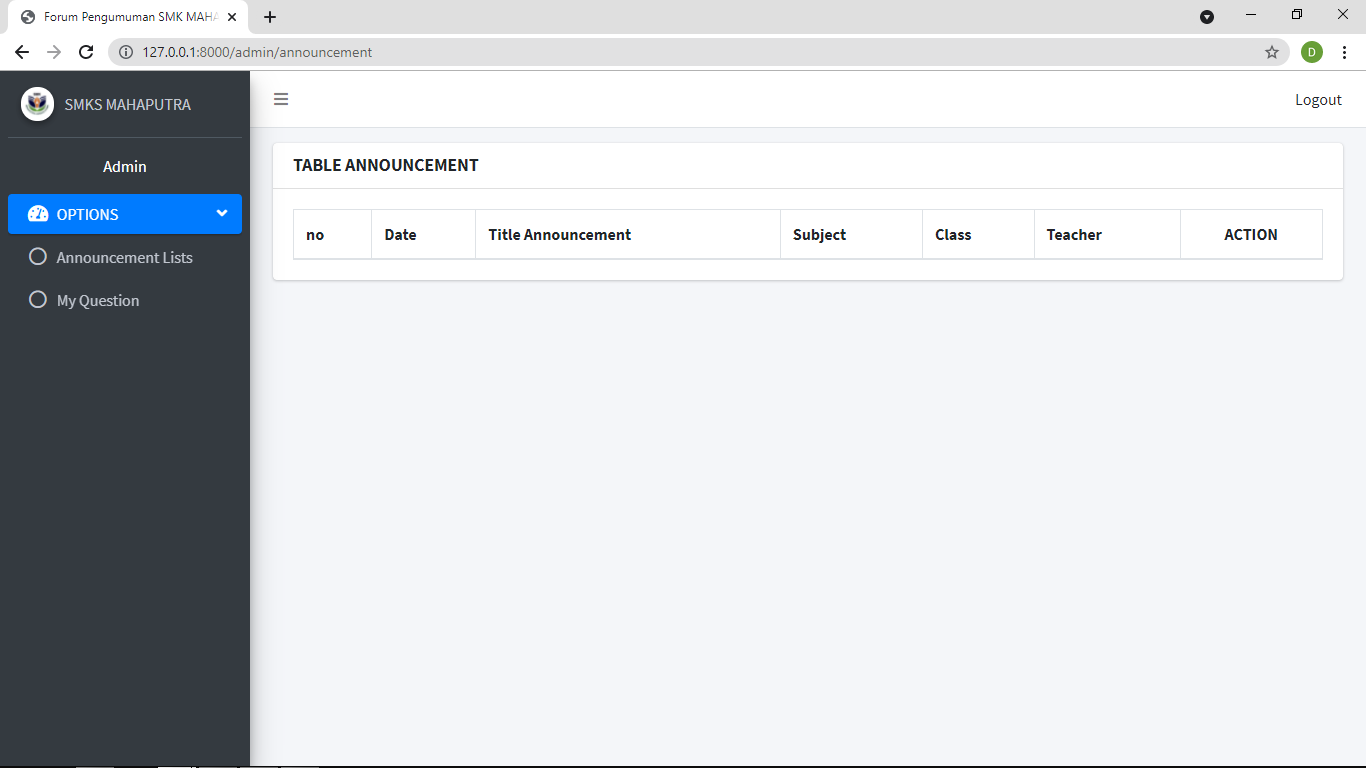 Forum Pengumuman SMK MAHA
127.0.0.1:8000/admin/announcement
D
SMKS MAHAPUTRA
Logout
Admin
OPTIONS
Announcement Lists
My Question
TABLE ANNOUNCEMENT
no Date Title Announcement Subject Class Teacher ACTION